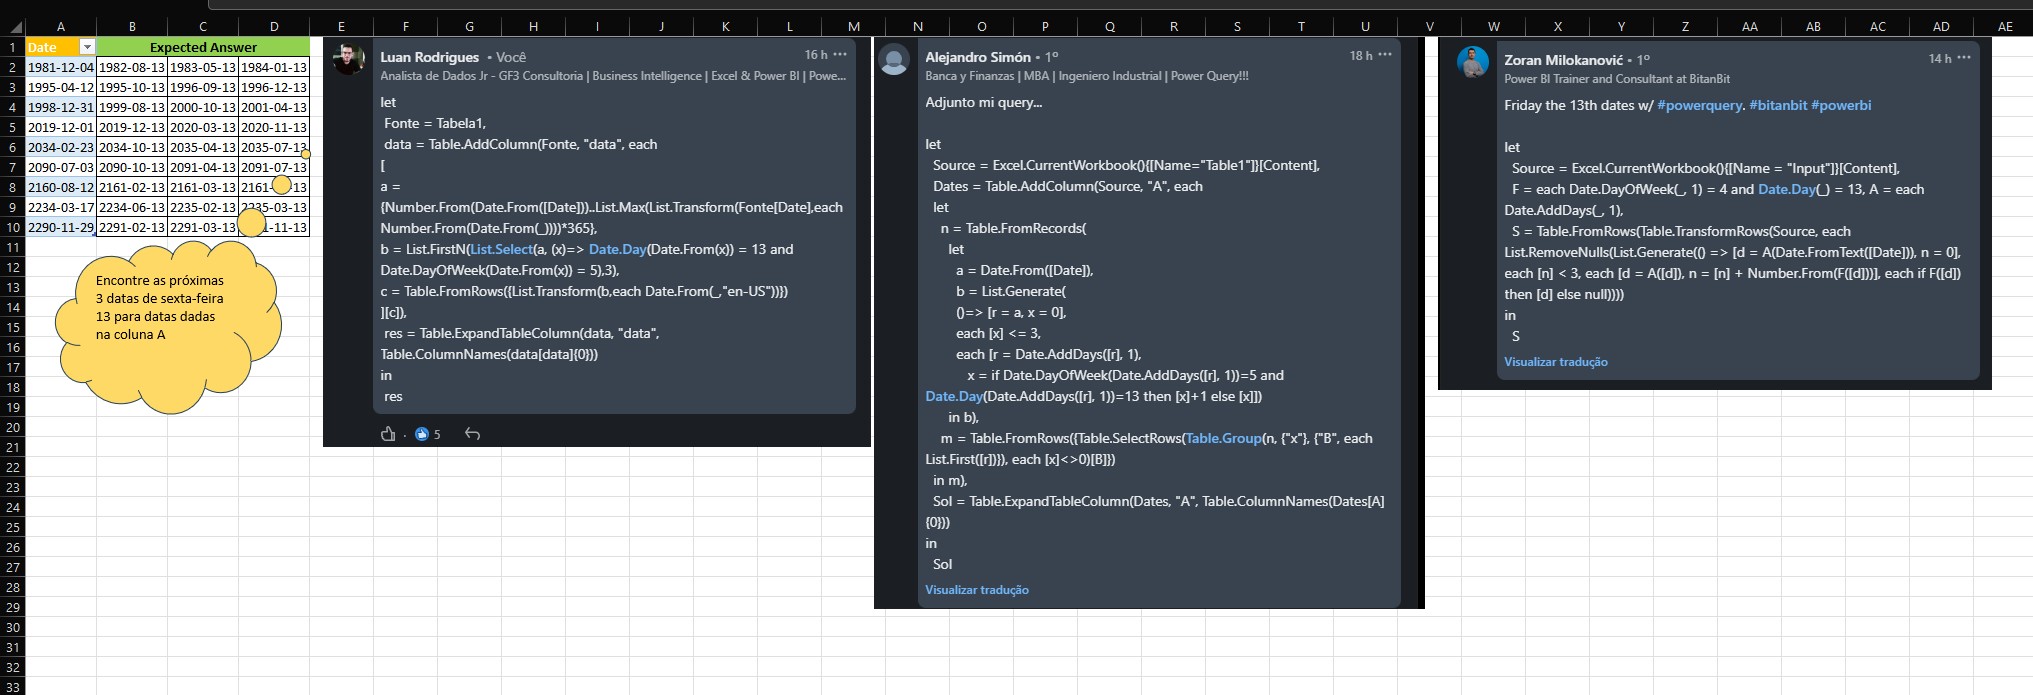 A B C D E F G H I J K L M N O P Q R S T U V W X Y Z AA AB AC AD AE
1 Date Expected Answer
2 1981-12-04 1982-08-13 1983-05-13 1984-01-13
3 1995-04-12 1995-10-13 1996-09-13 1996-12-13
4 1998-12-31 1999-08-13 2000-10-13 2001-04-13
5 2019-12-01 2019-12-13 2020-03-13 2020-11-13
6 2034-02-23 2034-10-13 2035-04-13 2035-07-13
7 2090-07-03 2090-10-13 2091-04-13 2091-07-13
8 2160-08-12 2161-02-13 2161-03-13 2161- 13
9 2234-03-17 2234-06-13 2235-02-13 2235-03-13
10 2290-11-29 2291-02-13 2291-03-13 1-11-13
11
12
13
14
15
16
17
18
19
20
21
22
23
24
25
26
27
28
29
30
31
32
33
Encontre as próximas
3 datas de sexta-feira
13 para datas dadas
na coluna A
Luan Rodrigues • Você 16 h
Analista de Dados Jr - GF3 Consultoria | Business Intelligence | Excel & Power BI | Powe...
let
Fonte = Tabela1,
data = Table.AddColumn(Fonte, "data", each
[
a =
{Number.From(Date.From([Date]))..List.Max(List.Transform(Fonte[Date],each
Number.From(Date.From(_))))*365},
b = List.FirstN(List.Select(a, (x)=> Date.Day(Date.From(x)) = 13 and
Date.DayOfWeek(Date.From(x)) = 5),3),
c = Table.FromRows({List.Transform(b,each Date.From(_,"en-US"))})
][c]),
res = Table.ExpandTableColumn(data, "data",
Table.ColumnNames(data[data]{0}))
in
res
5
Alejandro Simón • 1º 18 h
Banca y Finanzas | MBA | Ingeniero Industrial | Power Query!!!
Adjunto mi query...
let
Source = Excel.CurrentWorkbook(){[Name="Table1"]}[Content],
Dates = Table.AddColumn(Source, "A", each
let
n = Table.FromRecords(
let
a = Date.From([Date]),
b = List.Generate(
()=> [r = a, x = 0],
each [x] <= 3,
each [r = Date.AddDays([r], 1),
x = if Date.DayOfWeek(Date.AddDays([r], 1))=5 and
Date.Day(Date.AddDays([r], 1))=13 then [x]+1 else [x]])
in b),
m = Table.FromRows({Table.SelectRows(Table.Group(n, {"x"}, {"B", each
List.First([r])}), each [x]<>0)[B]})
in m),
Sol = Table.ExpandTableColumn(Dates, "A", Table.ColumnNames(Dates[A]
{0}))
in
Sol
Visualizar tradução
Zoran Milokanović • 1º 14 h
Power BI Trainer and Consultant at BitanBit
Friday the 13th dates w/ #powerquery. #bitanbit #powerbi
let
Source = Excel.CurrentWorkbook(){[Name = "Input"]}[Content],
F = each Date.DayOfWeek(_, 1) = 4 and Date.Day(_) = 13, A = each
Date.AddDays(_, 1),
S = Table.FromRows(Table.TransformRows(Source, each
List.RemoveNulls(List.Generate(() => [d = A(Date.FromText([Date])), n = 0],
each [n] < 3, each [d = A([d]), n = [n] + Number.From(F([d]))], each if F([d])
then [d] else null))))
in
S
Visualizar tradução